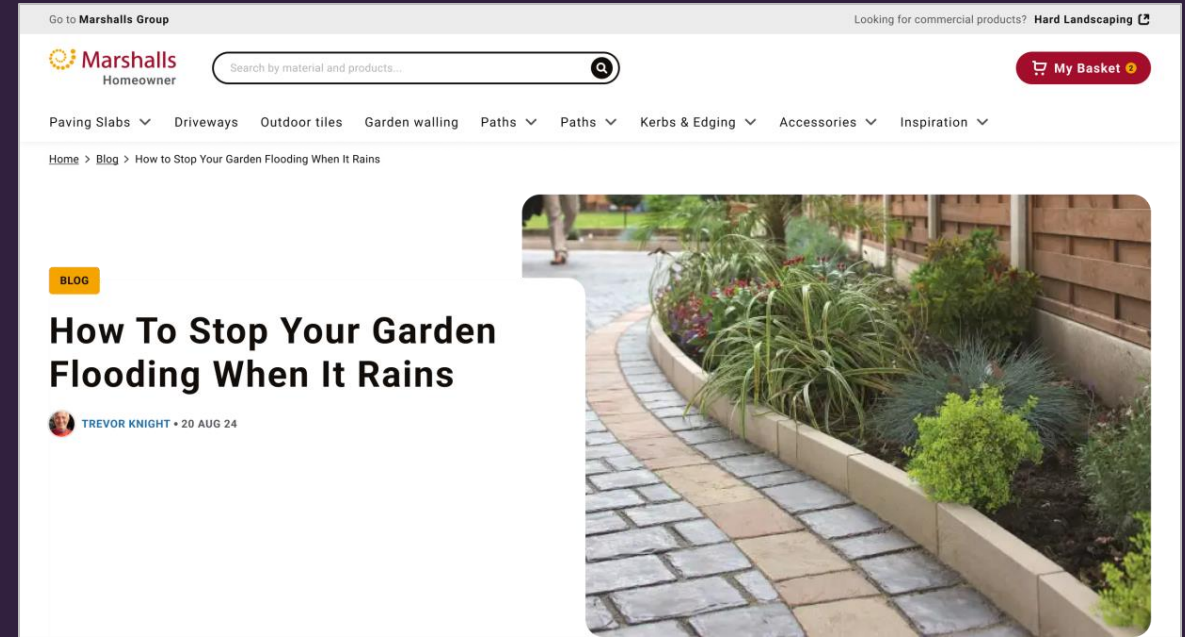 Go to Marshalls Group
Looking for commercial products? Hard Landscaping
Marshalls
Homeowner
Search by material and products...
My Basket 2
Paving Slabs Driveways Outdoor tiles Garden walling Paths Paths Kerbs & Edging Accessories Inspiration
Home > Blog > How to Stop Your Garden Flooding When It Rains
BLOG
How To Stop Your Garden
Flooding When It Rains
TREVOR KNIGHT • 20 AUG 24